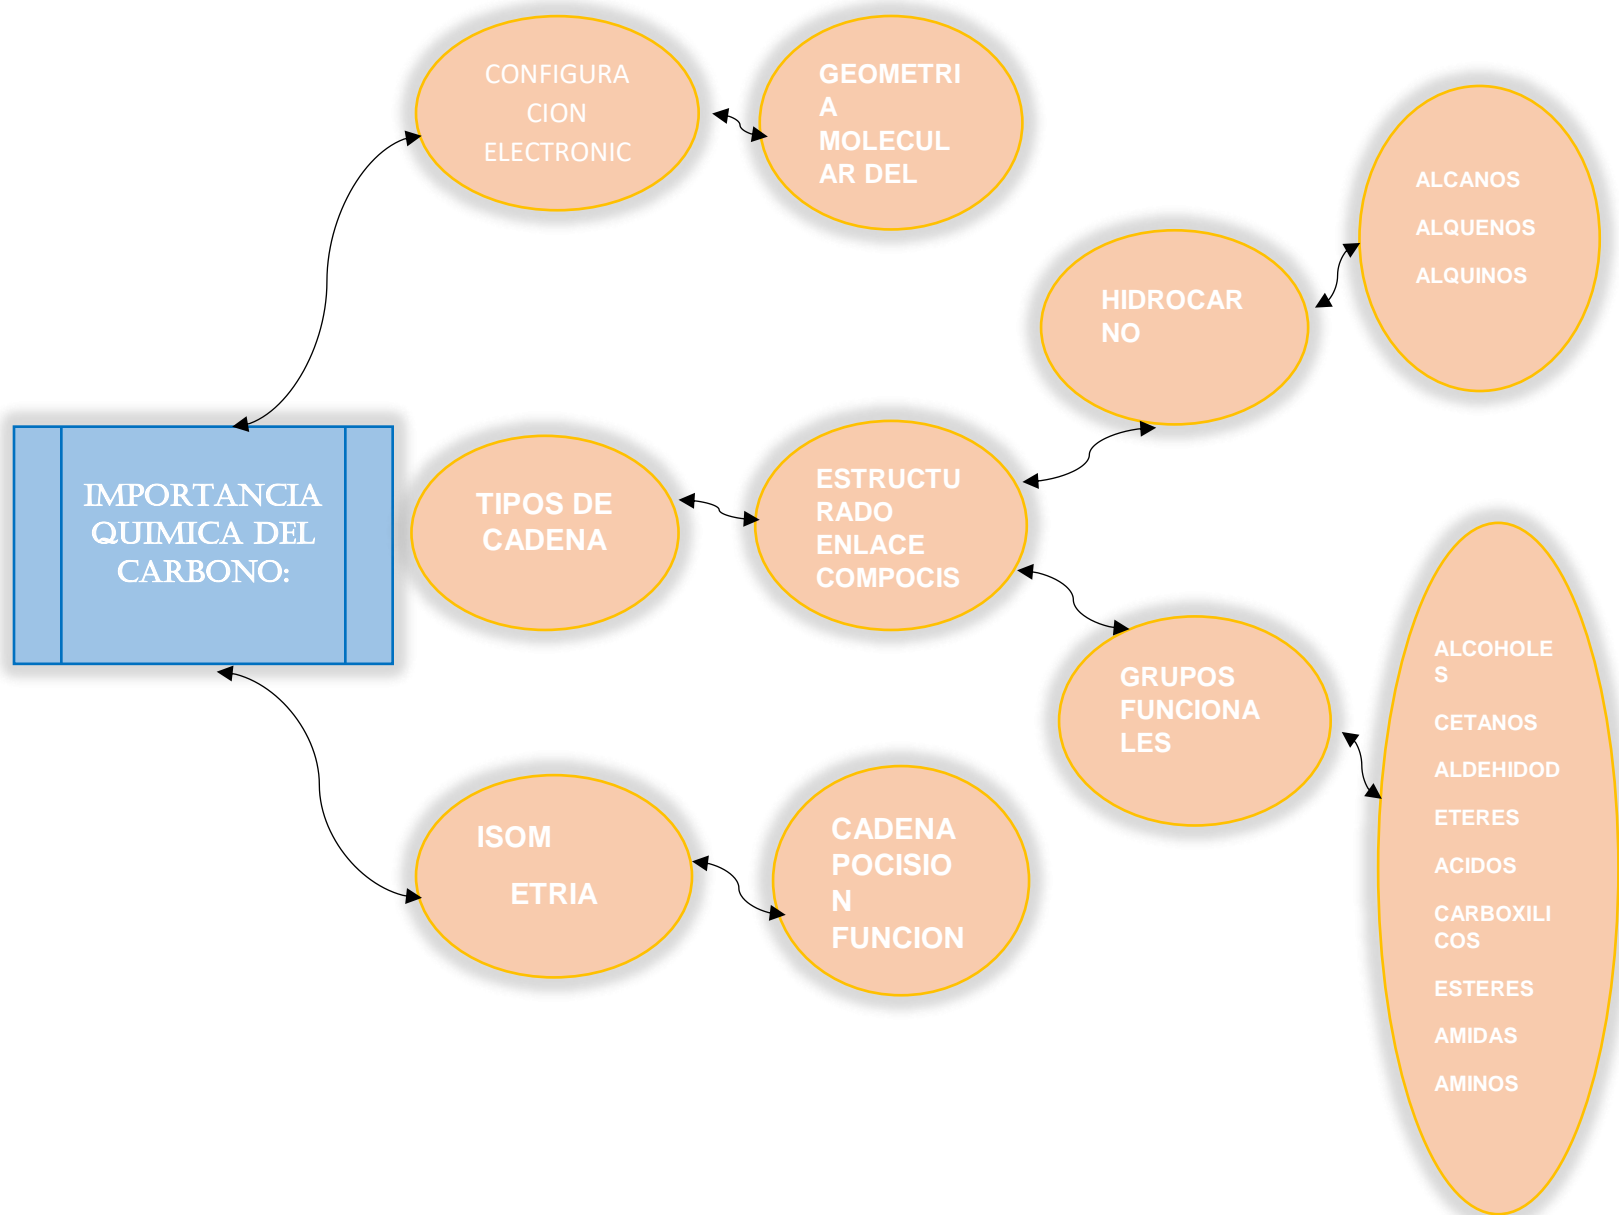 CONFIGURA
CION
ELECTRONIC
GEOMETRI
A
MOLECUL
AR DEL
ALCANOS
ALQUENOS
ALQUINOS
HIDROCAR
NO
IMPORTANCIA
QUIMICA DEL
CARBONO:
TIPOS DE
CADENA
ESTRUCTU
RADO
ENLACE
COMPOCIS
GRUPOS
FUNCIONA
LES
ALCOHOLE
S
CETANOS
ALDEHIDOD
ETERES
ACIDOS
CARBOXILI
COS
ESTERES
AMIDAS
AMINOS
ISOM
ETRIA
CADENA
POCISIO
N
FUNCION